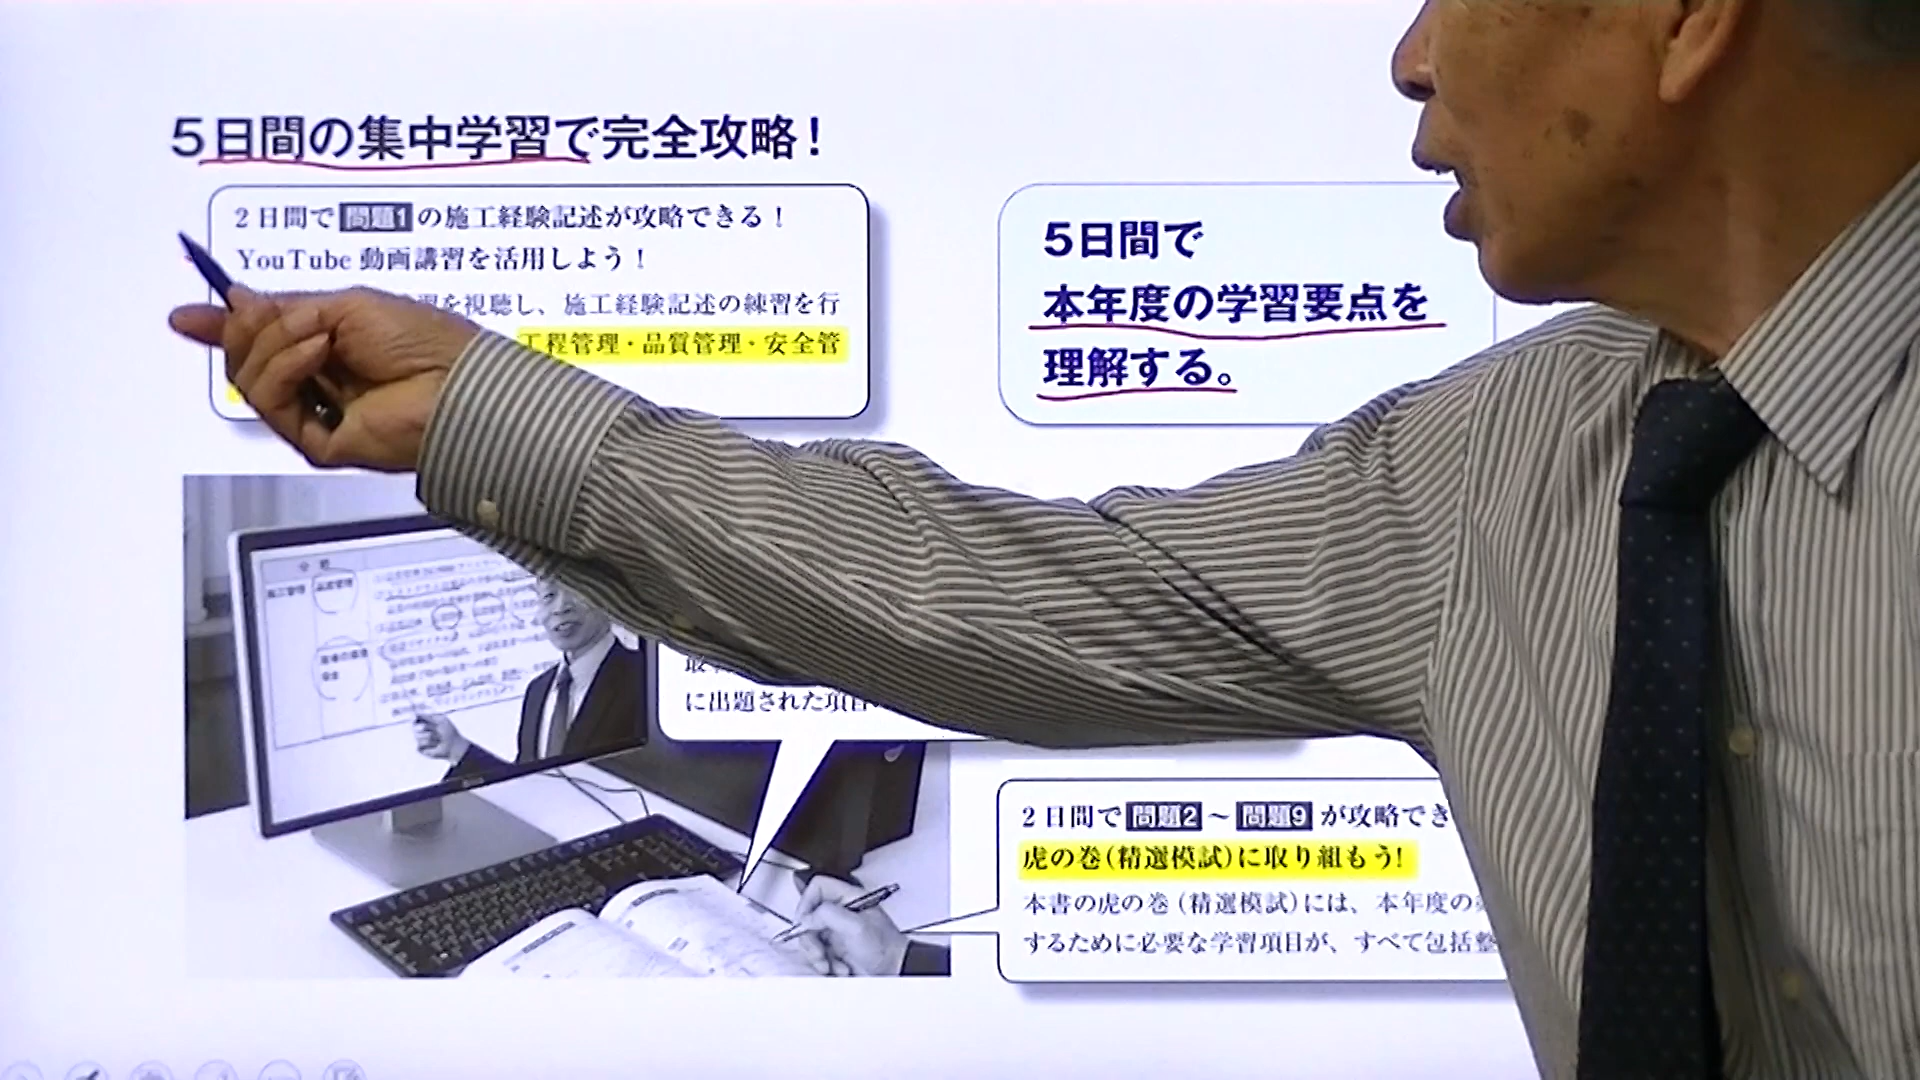 5日間の集中学習で完全攻略！
2日間で 問題1 の施工経験記述が攻略できる！
YouTube 動画講習を活用しよう！
を視聴し、施工経験記述の練習を行
工程管理・品質管理・安全管
5日間で
本年度の学習要点を
理解する。
に出題された項目
2日間で 問題2 ～ 問題9 が攻略でき
虎の巻(精選模試)に取り組もう!
本書の虎の巻(精選模試)には、本年度の
するために必要な学習項目が、すべて包括整